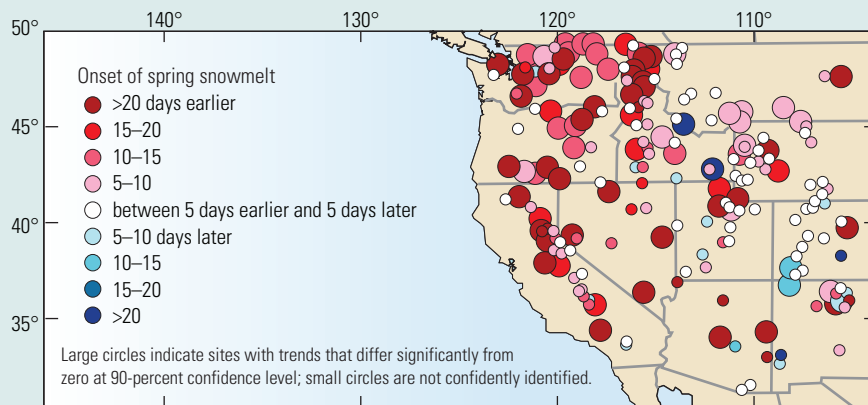 50°
140°
130°
120°
110°
Onset of spring snowmelt
>20 days earlier
15–20
10–15
5–10
between 5 days earlier and 5 days later
5–10 days later
10–15
15–20
>20
45°
40°
35°
Large circles indicate sites with trends that differ significantly from
zero at 90-percent confidence level; small circles are not confidently identified.